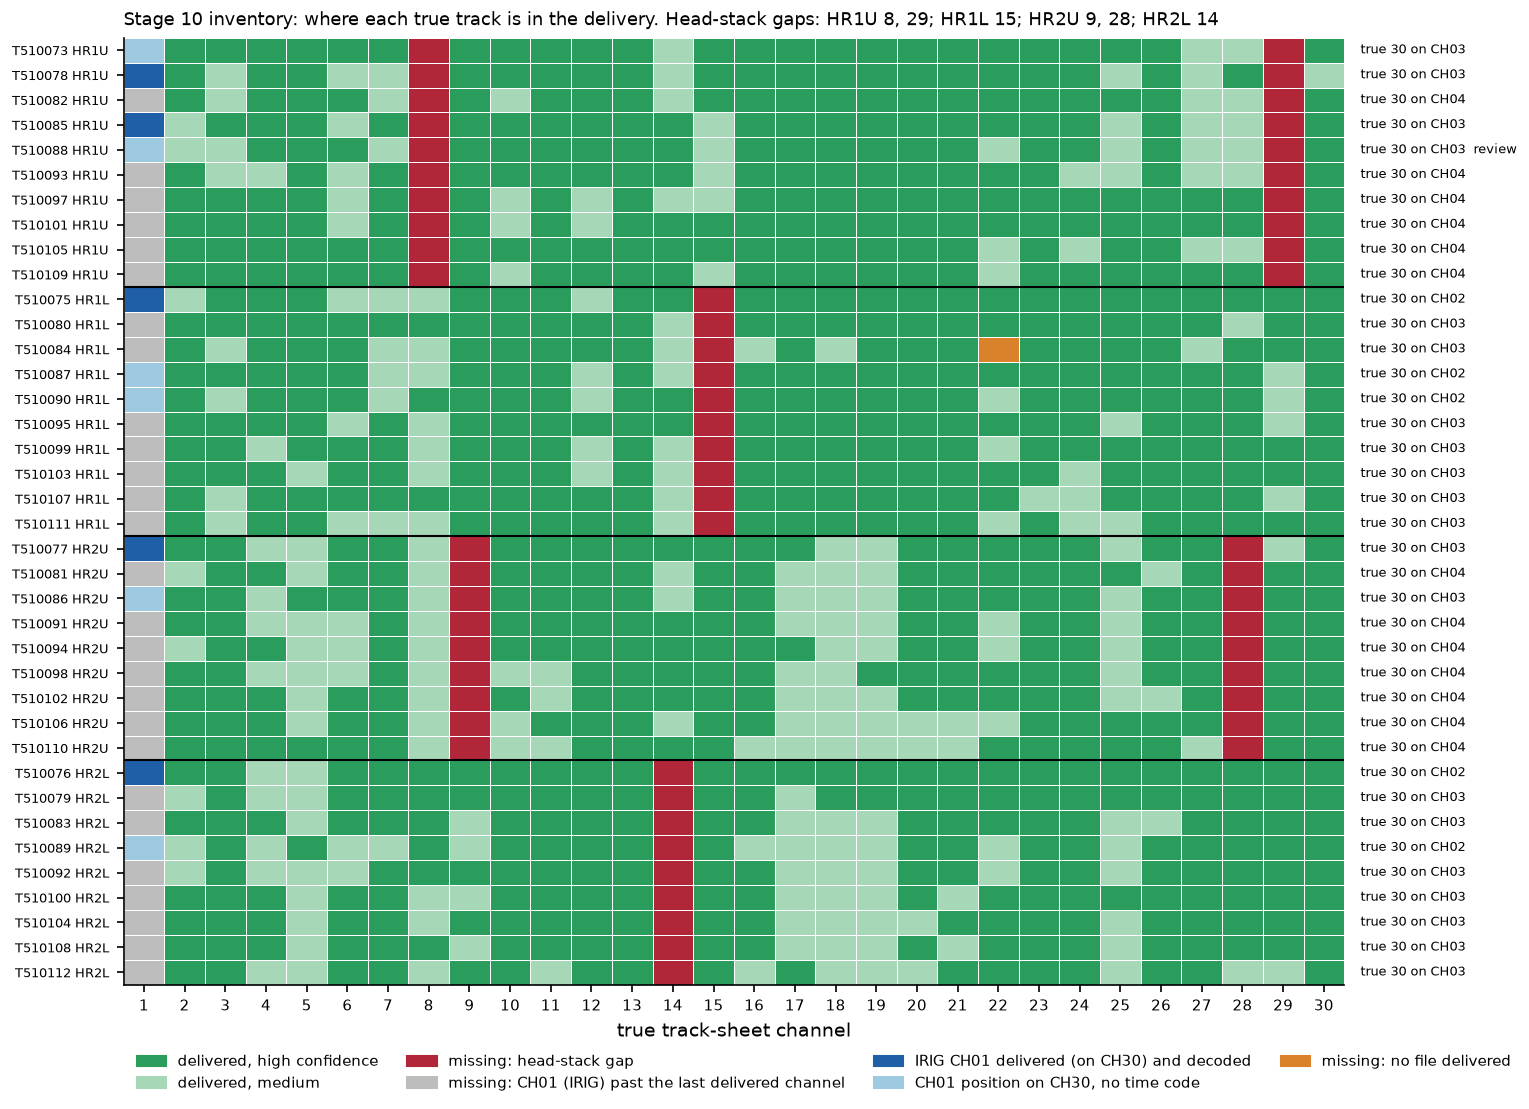 Stage 10 inventory: where each true track is in the delivery. Head-stack gaps: HR1U 8, 29; HR1L 15; HR2U 9, 28; HR2L 14
T510073 HR1U true 30 on CH03
T510078 HR1U true 30 on CH03
T510082 HR1U true 30 on CH04
T510085 HR1U true 30 on CH03
T510088 HR1U true 30 on CH03 review
T510093 HR1U true 30 on CH04
T510097 HR1U true 30 on CH04
T510101 HR1U true 30 on CH04
T510105 HR1U true 30 on CH04
T510109 HR1U true 30 on CH04
T510075 HR1L true 30 on CH02
T510080 HR1L true 30 on CH03
T510084 HR1L true 30 on CH03
T510087 HR1L true 30 on CH02
T510090 HR1L true 30 on CH02
T510095 HR1L true 30 on CH03
T510099 HR1L true 30 on CH03
T510103 HR1L true 30 on CH03
T510107 HR1L true 30 on CH03
T510111 HR1L true 30 on CH03
T510077 HR2U true 30 on CH03
T510081 HR2U true 30 on CH04
T510086 HR2U true 30 on CH03
T510091 HR2U true 30 on CH04
T510094 HR2U true 30 on CH04
T510098 HR2U true 30 on CH04
T510102 HR2U true 30 on CH04
T510106 HR2U true 30 on CH04
T510110 HR2U true 30 on CH04
T510076 HR2L true 30 on CH02
T510079 HR2L true 30 on CH03
T510083 HR2L true 30 on CH03
T510089 HR2L true 30 on CH02
T510092 HR2L true 30 on CH03
T510100 HR2L true 30 on CH03
T510104 HR2L true 30 on CH03
T510108 HR2L true 30 on CH03
T510112 HR2L true 30 on CH03
1 2 3 4 5 6 7 8 9 10 11 12 13 14 15 16 17 18 19 20 21 22 23 24 25 26 27 28 29 30
true track-sheet channel
delivered, high confidence missing: head-stack gap IRIG CH01 delivered (on CH30) and decoded missing: no file delivered
delivered, medium missing: CH01 (IRIG) past the last delivered channel CH01 position on CH30, no time code